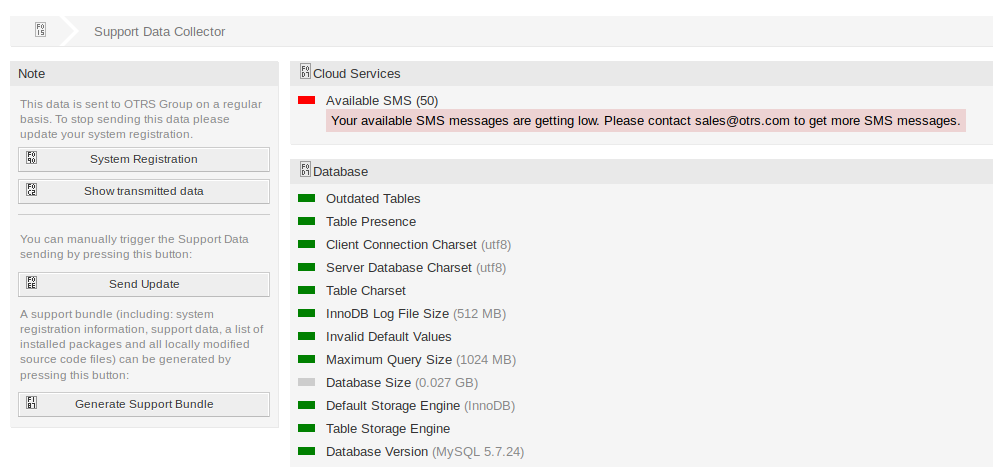 Support Data Collector
Note
This data is sent to OTRS Group on a regular
basis. To stop sending this data please
update your system registration.
System Registration
Show transmitted data
You can manually trigger the Support Data
sending by pressing this button:
Send Update
A support bundle (including: system
registration information, support data, a list of
installed packages and all locally modified
source code files) can be generated by
pressing this button:
Generate Support Bundle
Cloud Services
Available SMS (50)
Your available SMS messages are getting low. Please contact sales@otrs.com to get more SMS messages.
Database
Outdated Tables
Table Presence
Client Connection Charset (utf8)
Server Database Charset (utf8)
Table Charset
InnoDB Log File Size (512 MB)
Invalid Default Values
Maximum Query Size (1024 MB)
Database Size (0.027 GB)
Default Storage Engine (InnoDB)
Table Storage Engine
Database Version (MySQL 5.7.24)